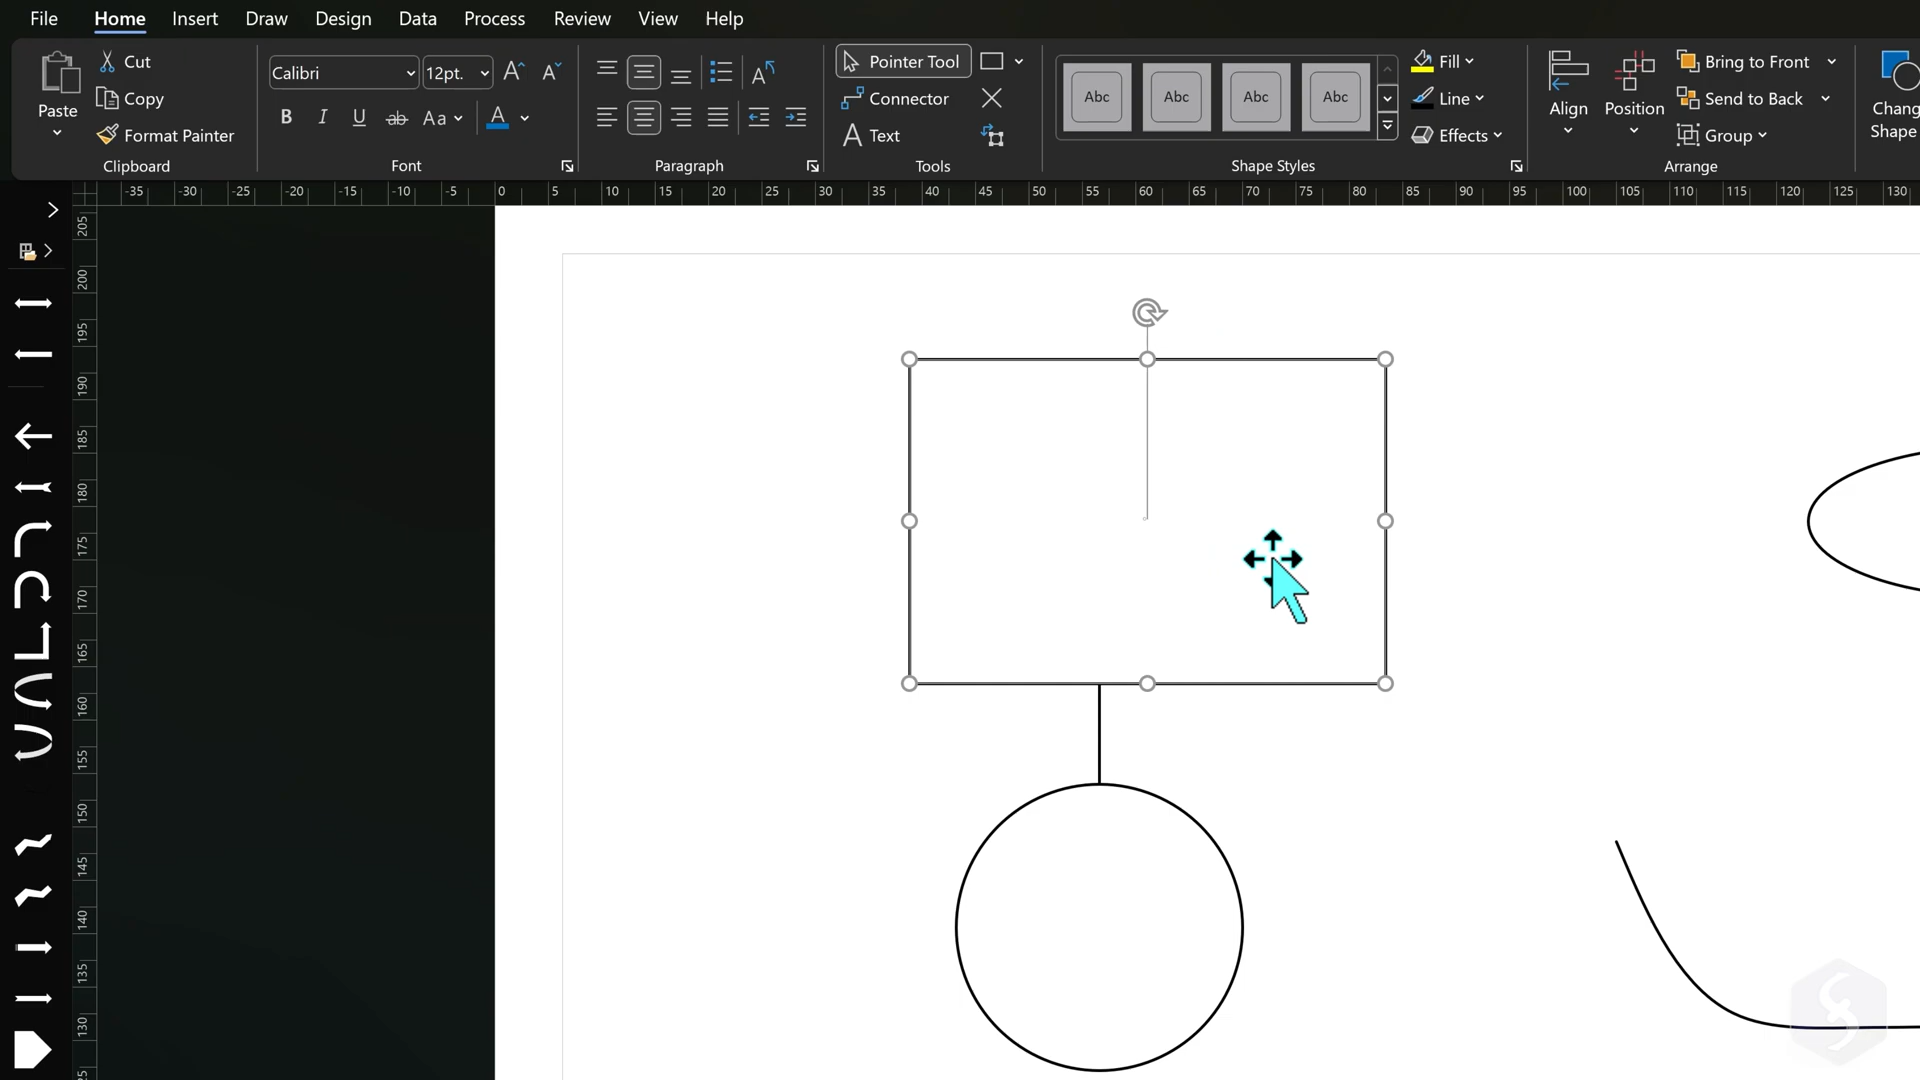 File Home Insert Draw Design Data Process Review View Help
Paste
Cut
Copy
Format Painter
Clipboard
Calibri 12pt. A A
B I U ab Aa A
Font
A
Paragraph
Pointer Tool
Connector
A Text
Tools
Abc Abc Abc Abc
Shape Styles
Fill
Line
Effects
Align
Position
Bring to Front
Send to Back
Group
Arrange
Change
Shape
-35 -30 -25 -20 -15 -10 -5 0 5 10 15 20 25 30 35 40 45 50 55 60 65 70 75 80 85 90 95 100 105 110 115 120 125 130
205
200
195
190
185
180
175
170
165
160
155
150
145
140
135
130